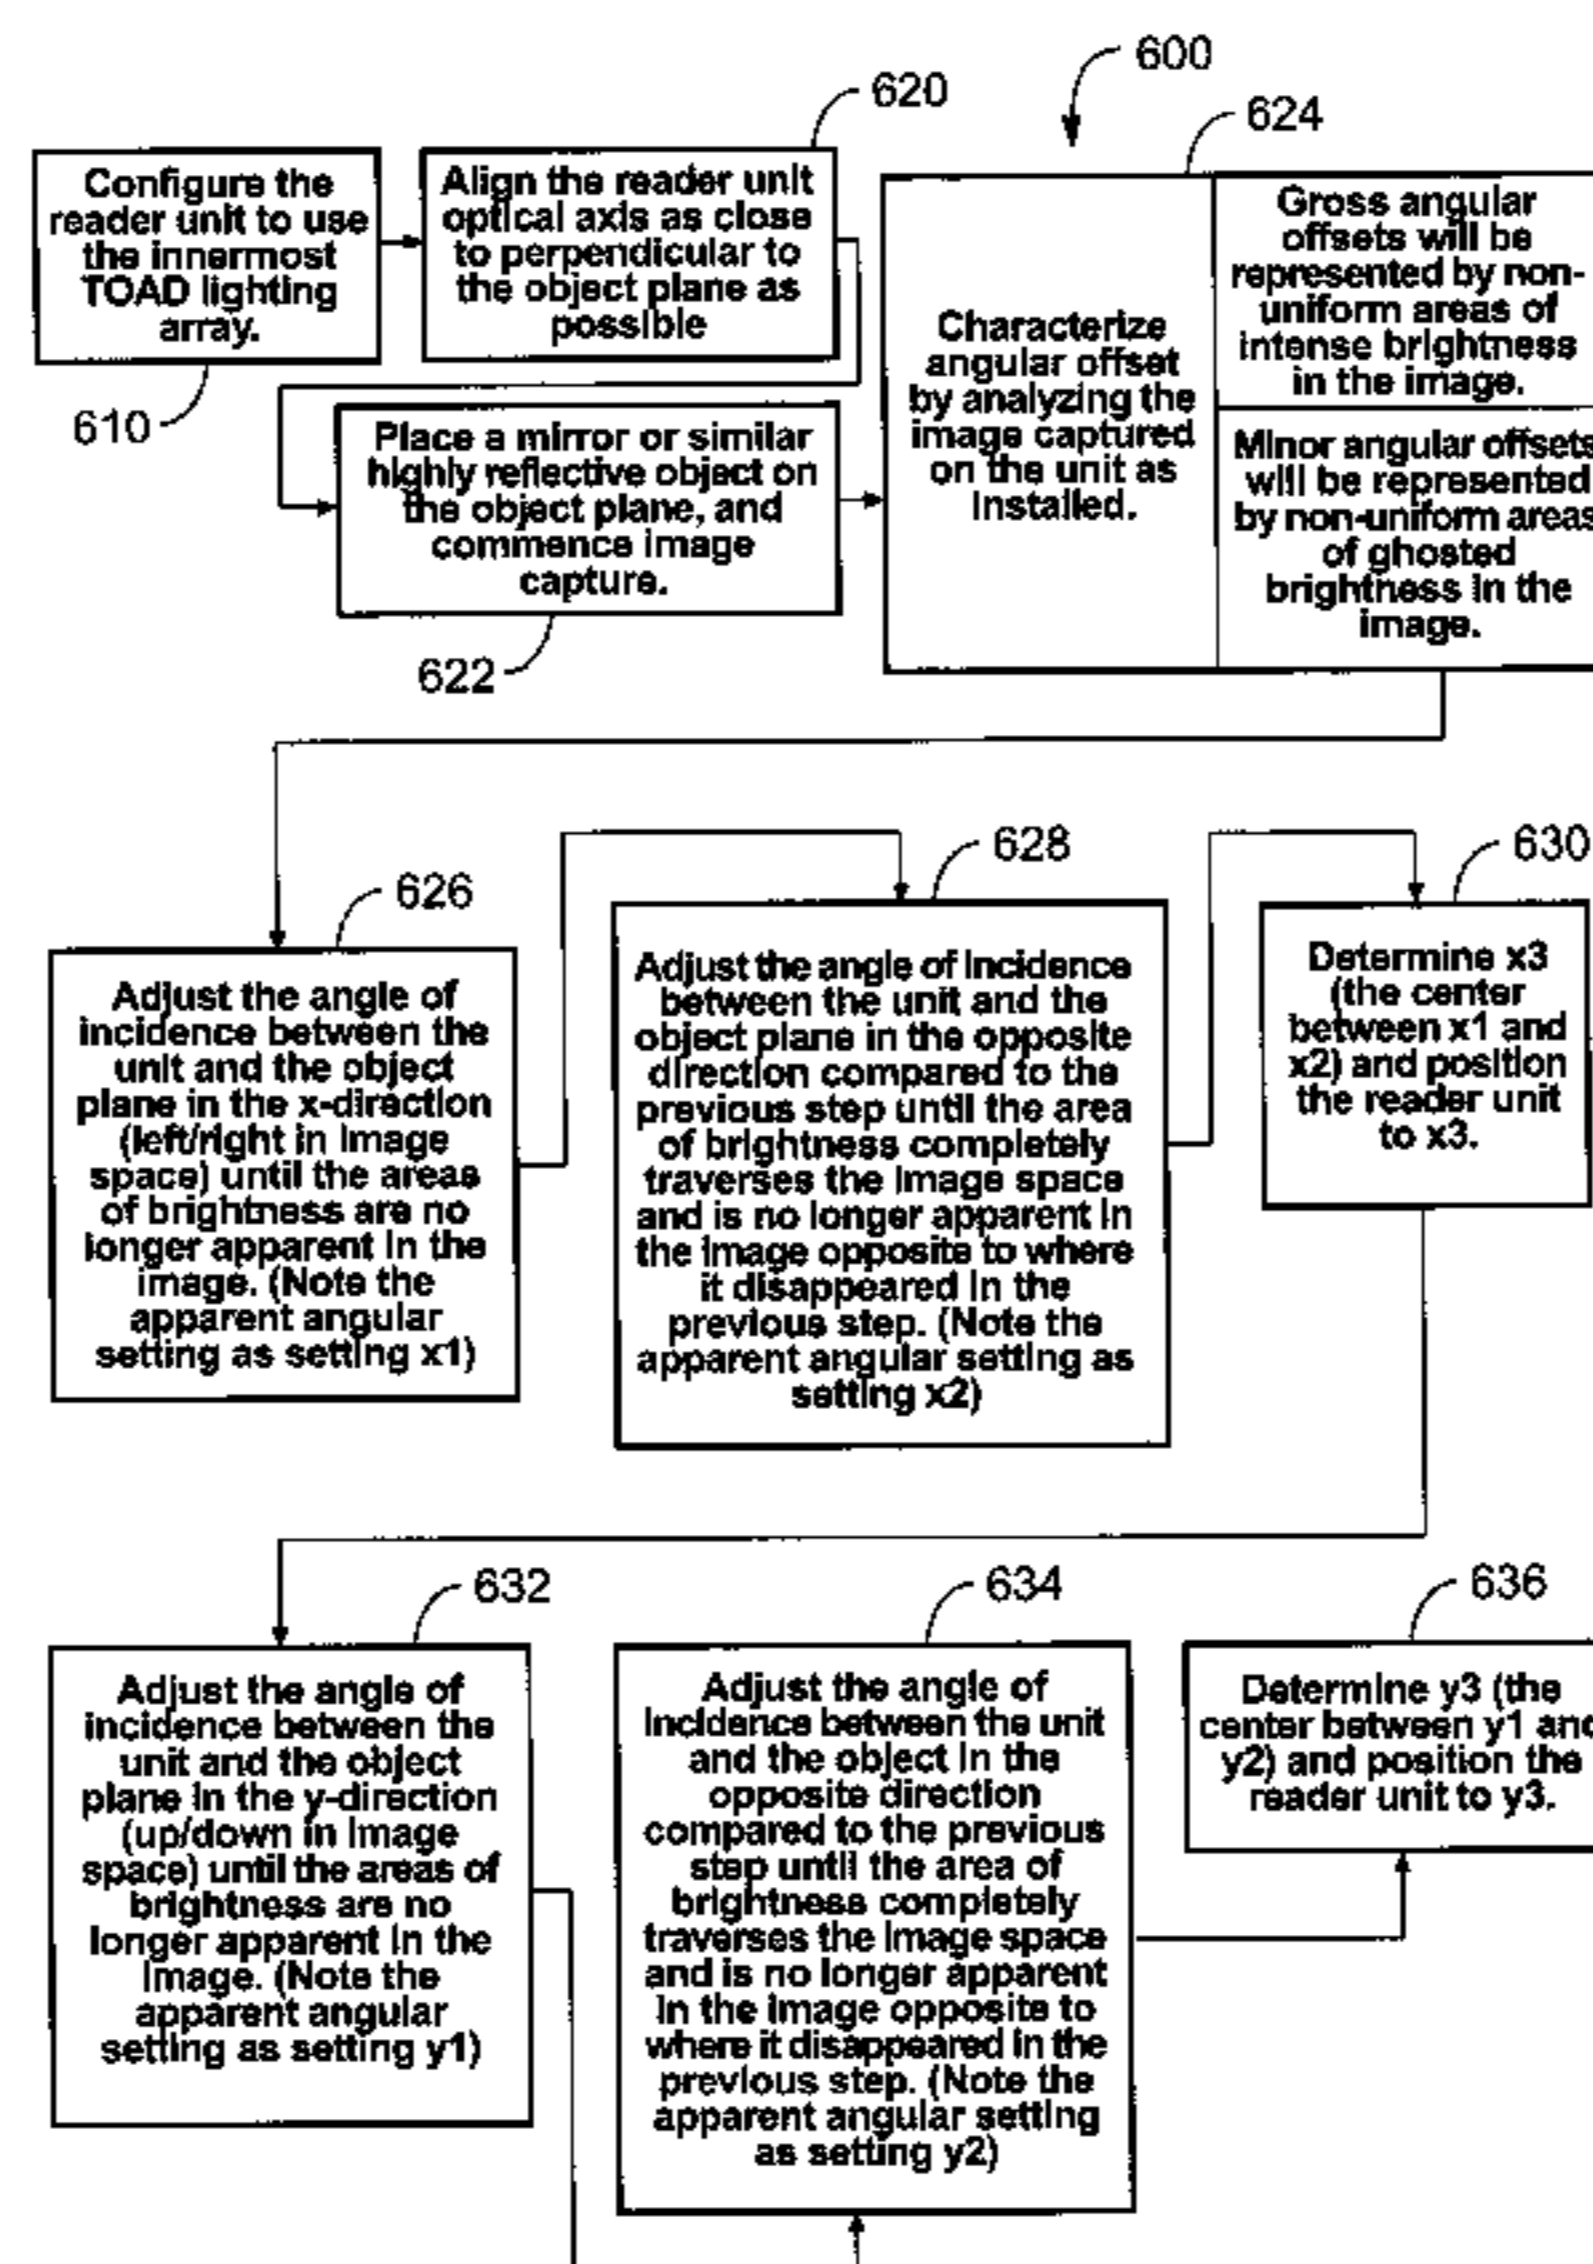 600
620
624
Configure the
reader unit to use
the innermost
TOAD lighting
array.
610
Align the reader unit
optical axis as close
to perpendicular to
the object plane as
possible
Place a mirror or similar
highly reflective object on
the object plane, and
commence image
capture.
622
Characterize
angular offset
by analyzing the
image captured
on the unit as
installed.
Gross angular
offsets will be
represented by non-
uniform areas of
intense brightness
in the image.
Minor angular offsets
will be represented
by non-uniform areas
of ghosted
brightness in the
image.
626
Adjust the angle of
incidence between the
unit and the object
plane in the x-direction
(left/right in image
space) until the areas
of brightness are no
longer apparent in the
image. (Note the
apparent angular
setting as setting x1)
628
Adjust the angle of incidence
between the unit and the
object plane in the opposite
direction compared to the
previous step until the area
of brightness completely
traverses the image space
and is no longer apparent in
the image opposite to where
it disappeared in the
previous step. (Note the
apparent angular setting as
setting x2)
630
Determine x3
(the center
between x1 and
x2) and position
the reader unit
to x3.
632
Adjust the angle of
incidence between the
unit and the object
plane in the y-direction
(up/down in image
space) until the areas of
brightness are no
longer apparent in the
image. (Note the
apparent angular
setting as setting y1)
634
Adjust the angle of
incidence between the unit
and the object in the
opposite direction
compared to the previous
step until the area of
brightness completely
traverses the image space
and is no longer apparent
in the image opposite to
where it disappeared in the
previous step. (Note the
apparent angular setting
as setting y2)
636
Determine y3 (the
center between y1 and
y2) and position the
reader unit to y3.